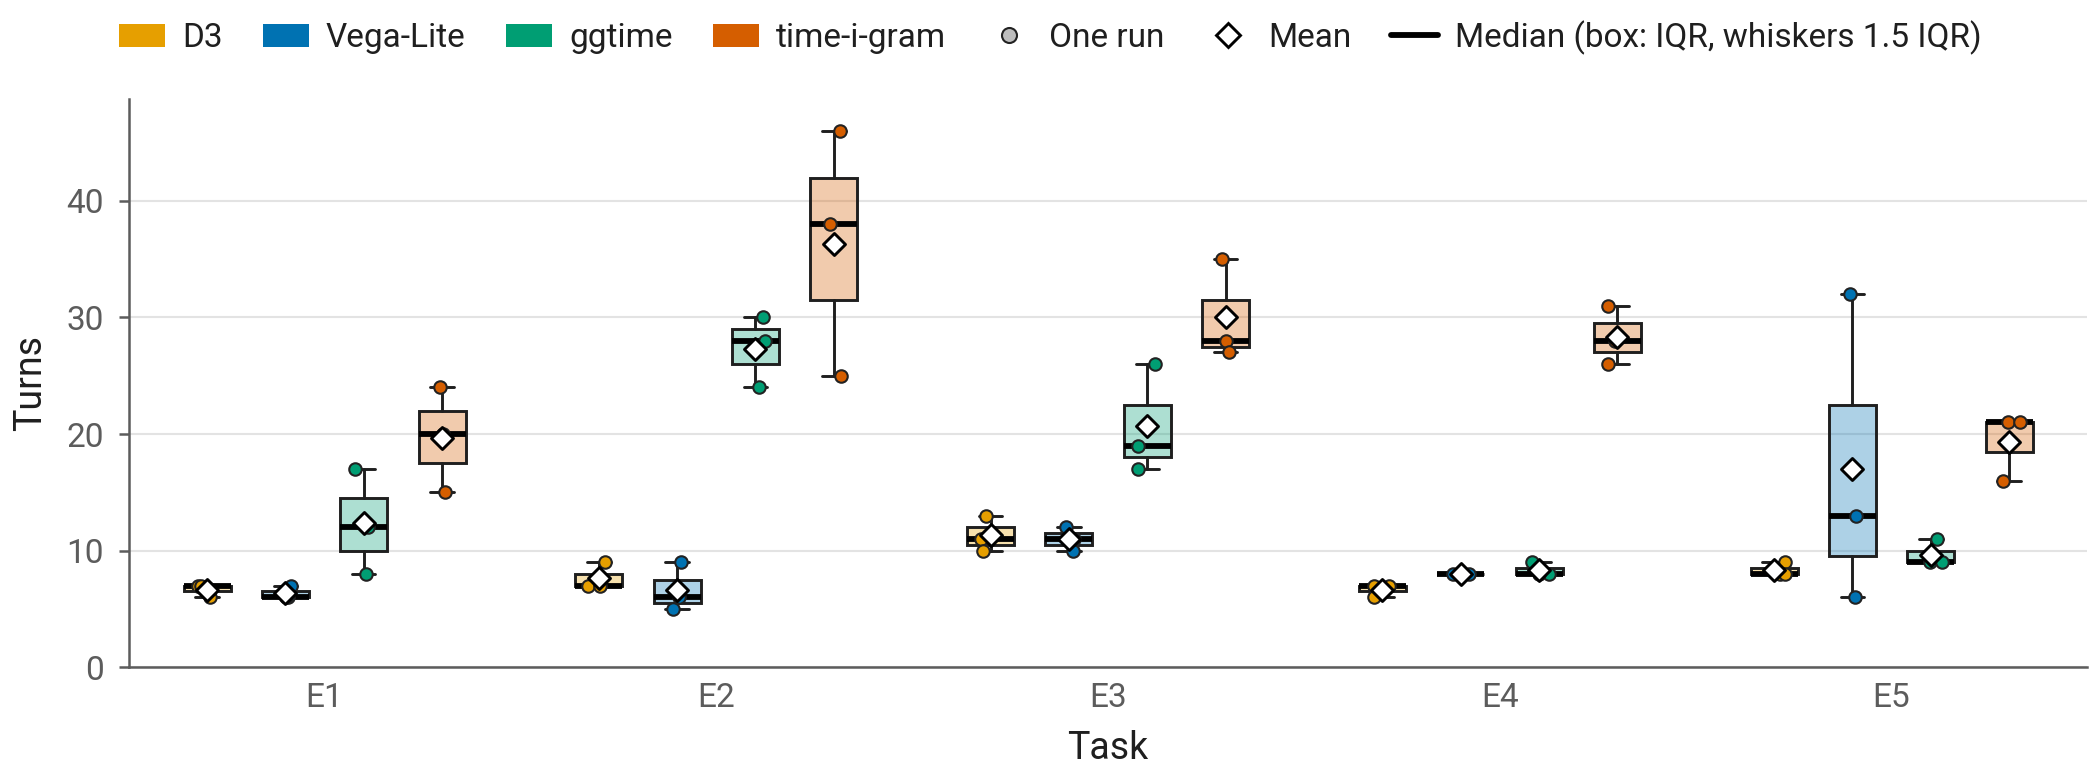 D3 Vega-Lite ggtime time-i-gram One run Mean Median (box: IQR, whiskers 1.5 IQR)
Turns
40
30
20
10
0
E1 E2 E3 E4 E5
Task